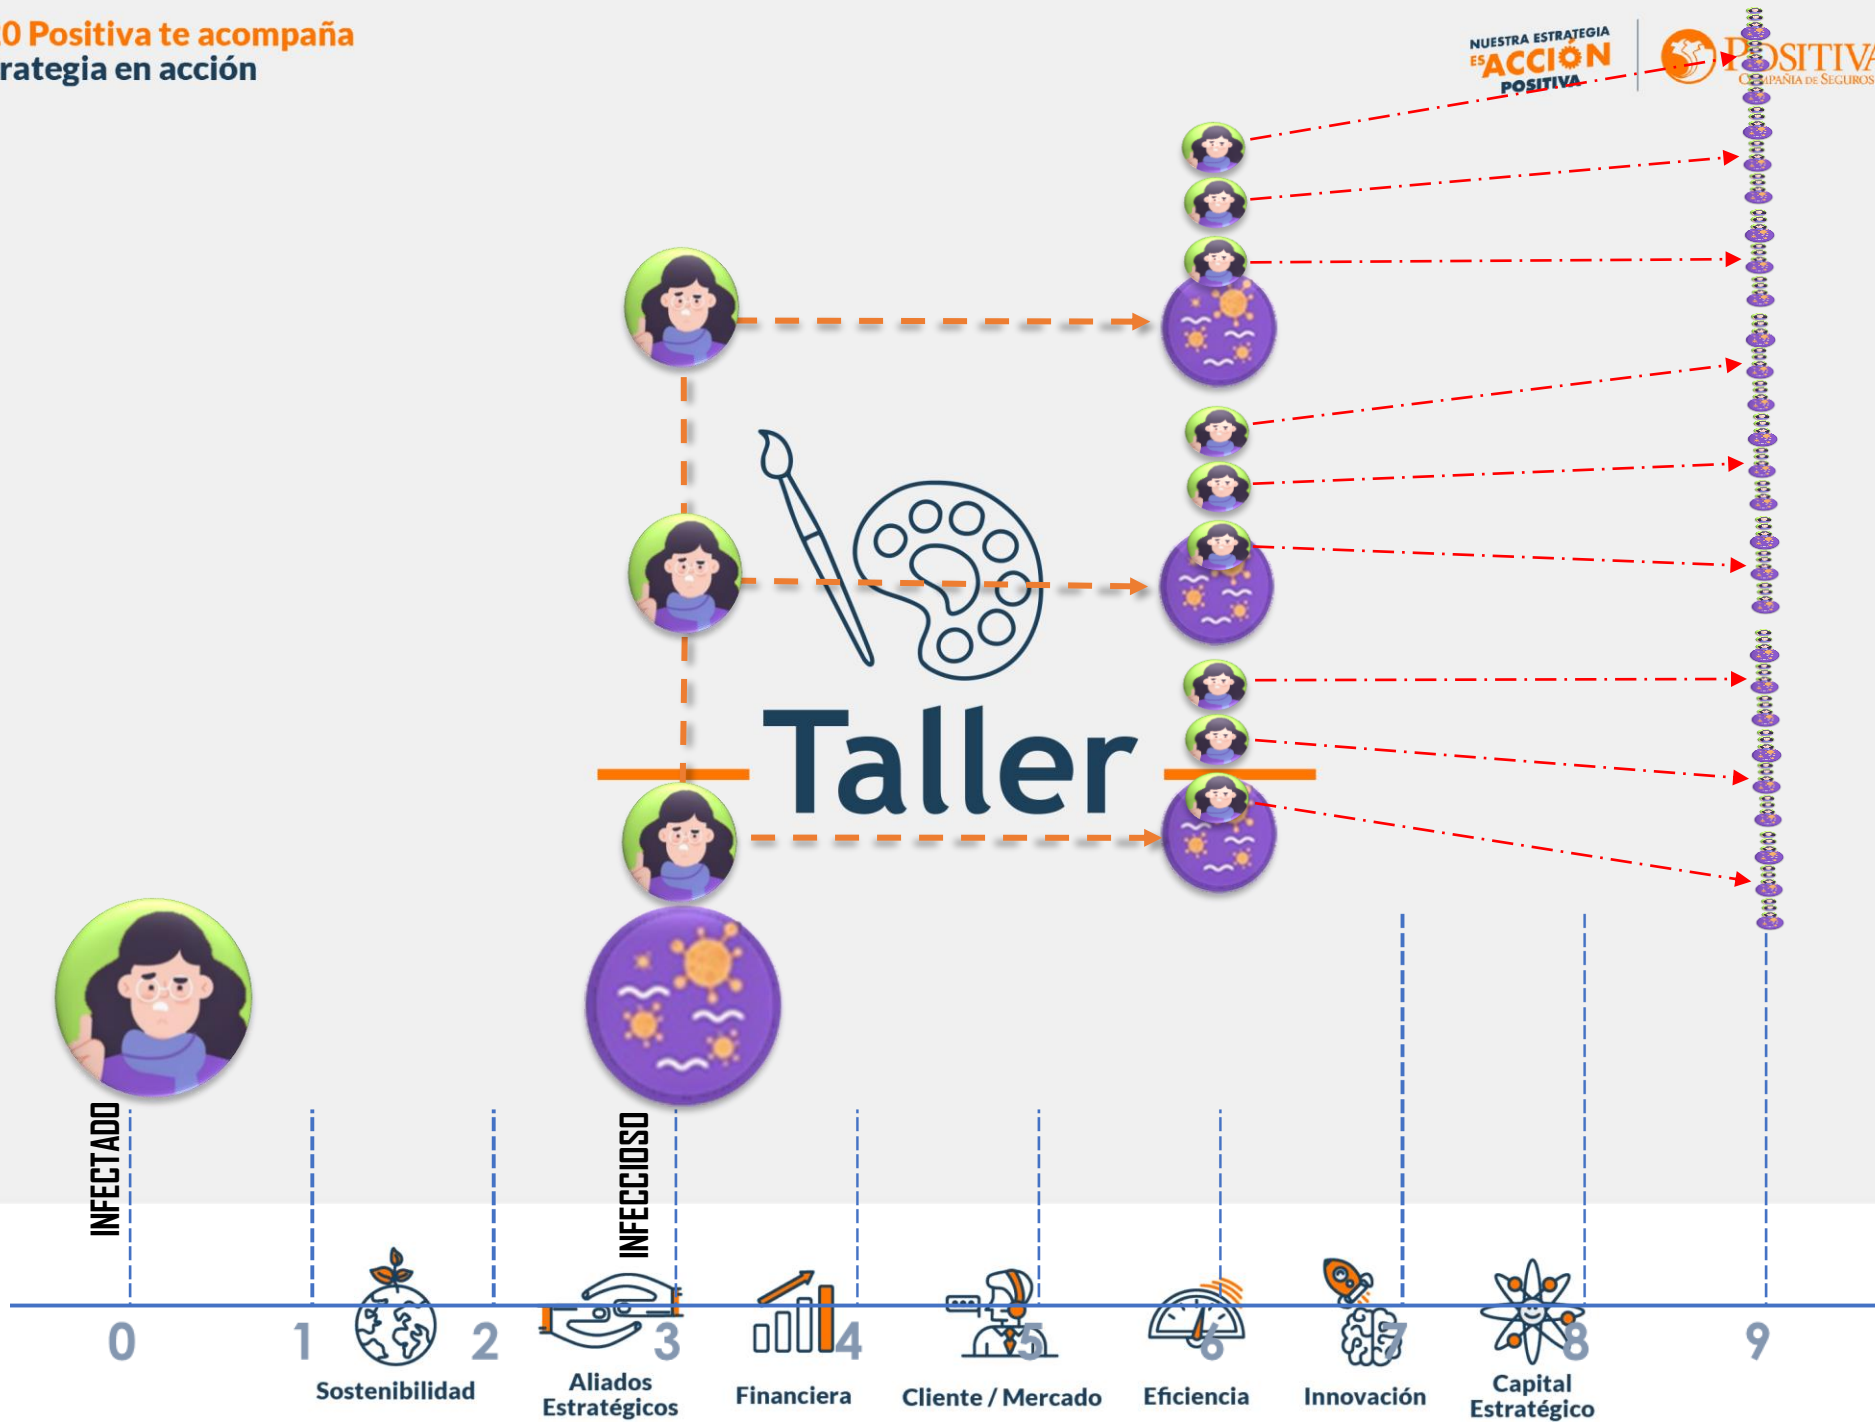 0 Positiva te acompaña
rategia en acción
NUESTRA ESTRATEGIA
ES ACCIÓN
POSITIVA
POSITIVA
COMPAÑÍA DE SEGUROS
Taller
INFECTADO
INFECCIOSO
0 1 2 3 4 5 6 7 8 9
Sostenibilidad
Aliados
Estratégicos
Financiera
Cliente / Mercado
Eficiencia
Innovación
Capital
Estratégico